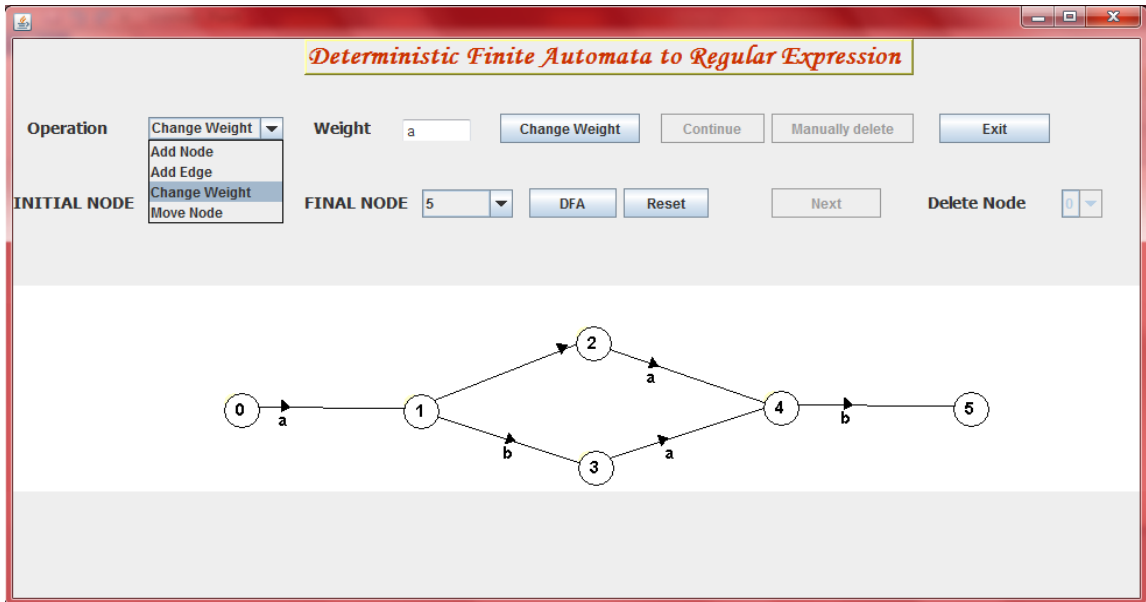 Deterministic Finite Automata to Regular Expression
Operation Change Weight Weight a Change Weight Continue Manually delete Exit
Add Node
Add Edge
Change Weight
Move Node
INITIAL NODE FINAL NODE 5 DFA Reset Next Delete Node 0
2
a
0 a 1 4 b 5
b a
3